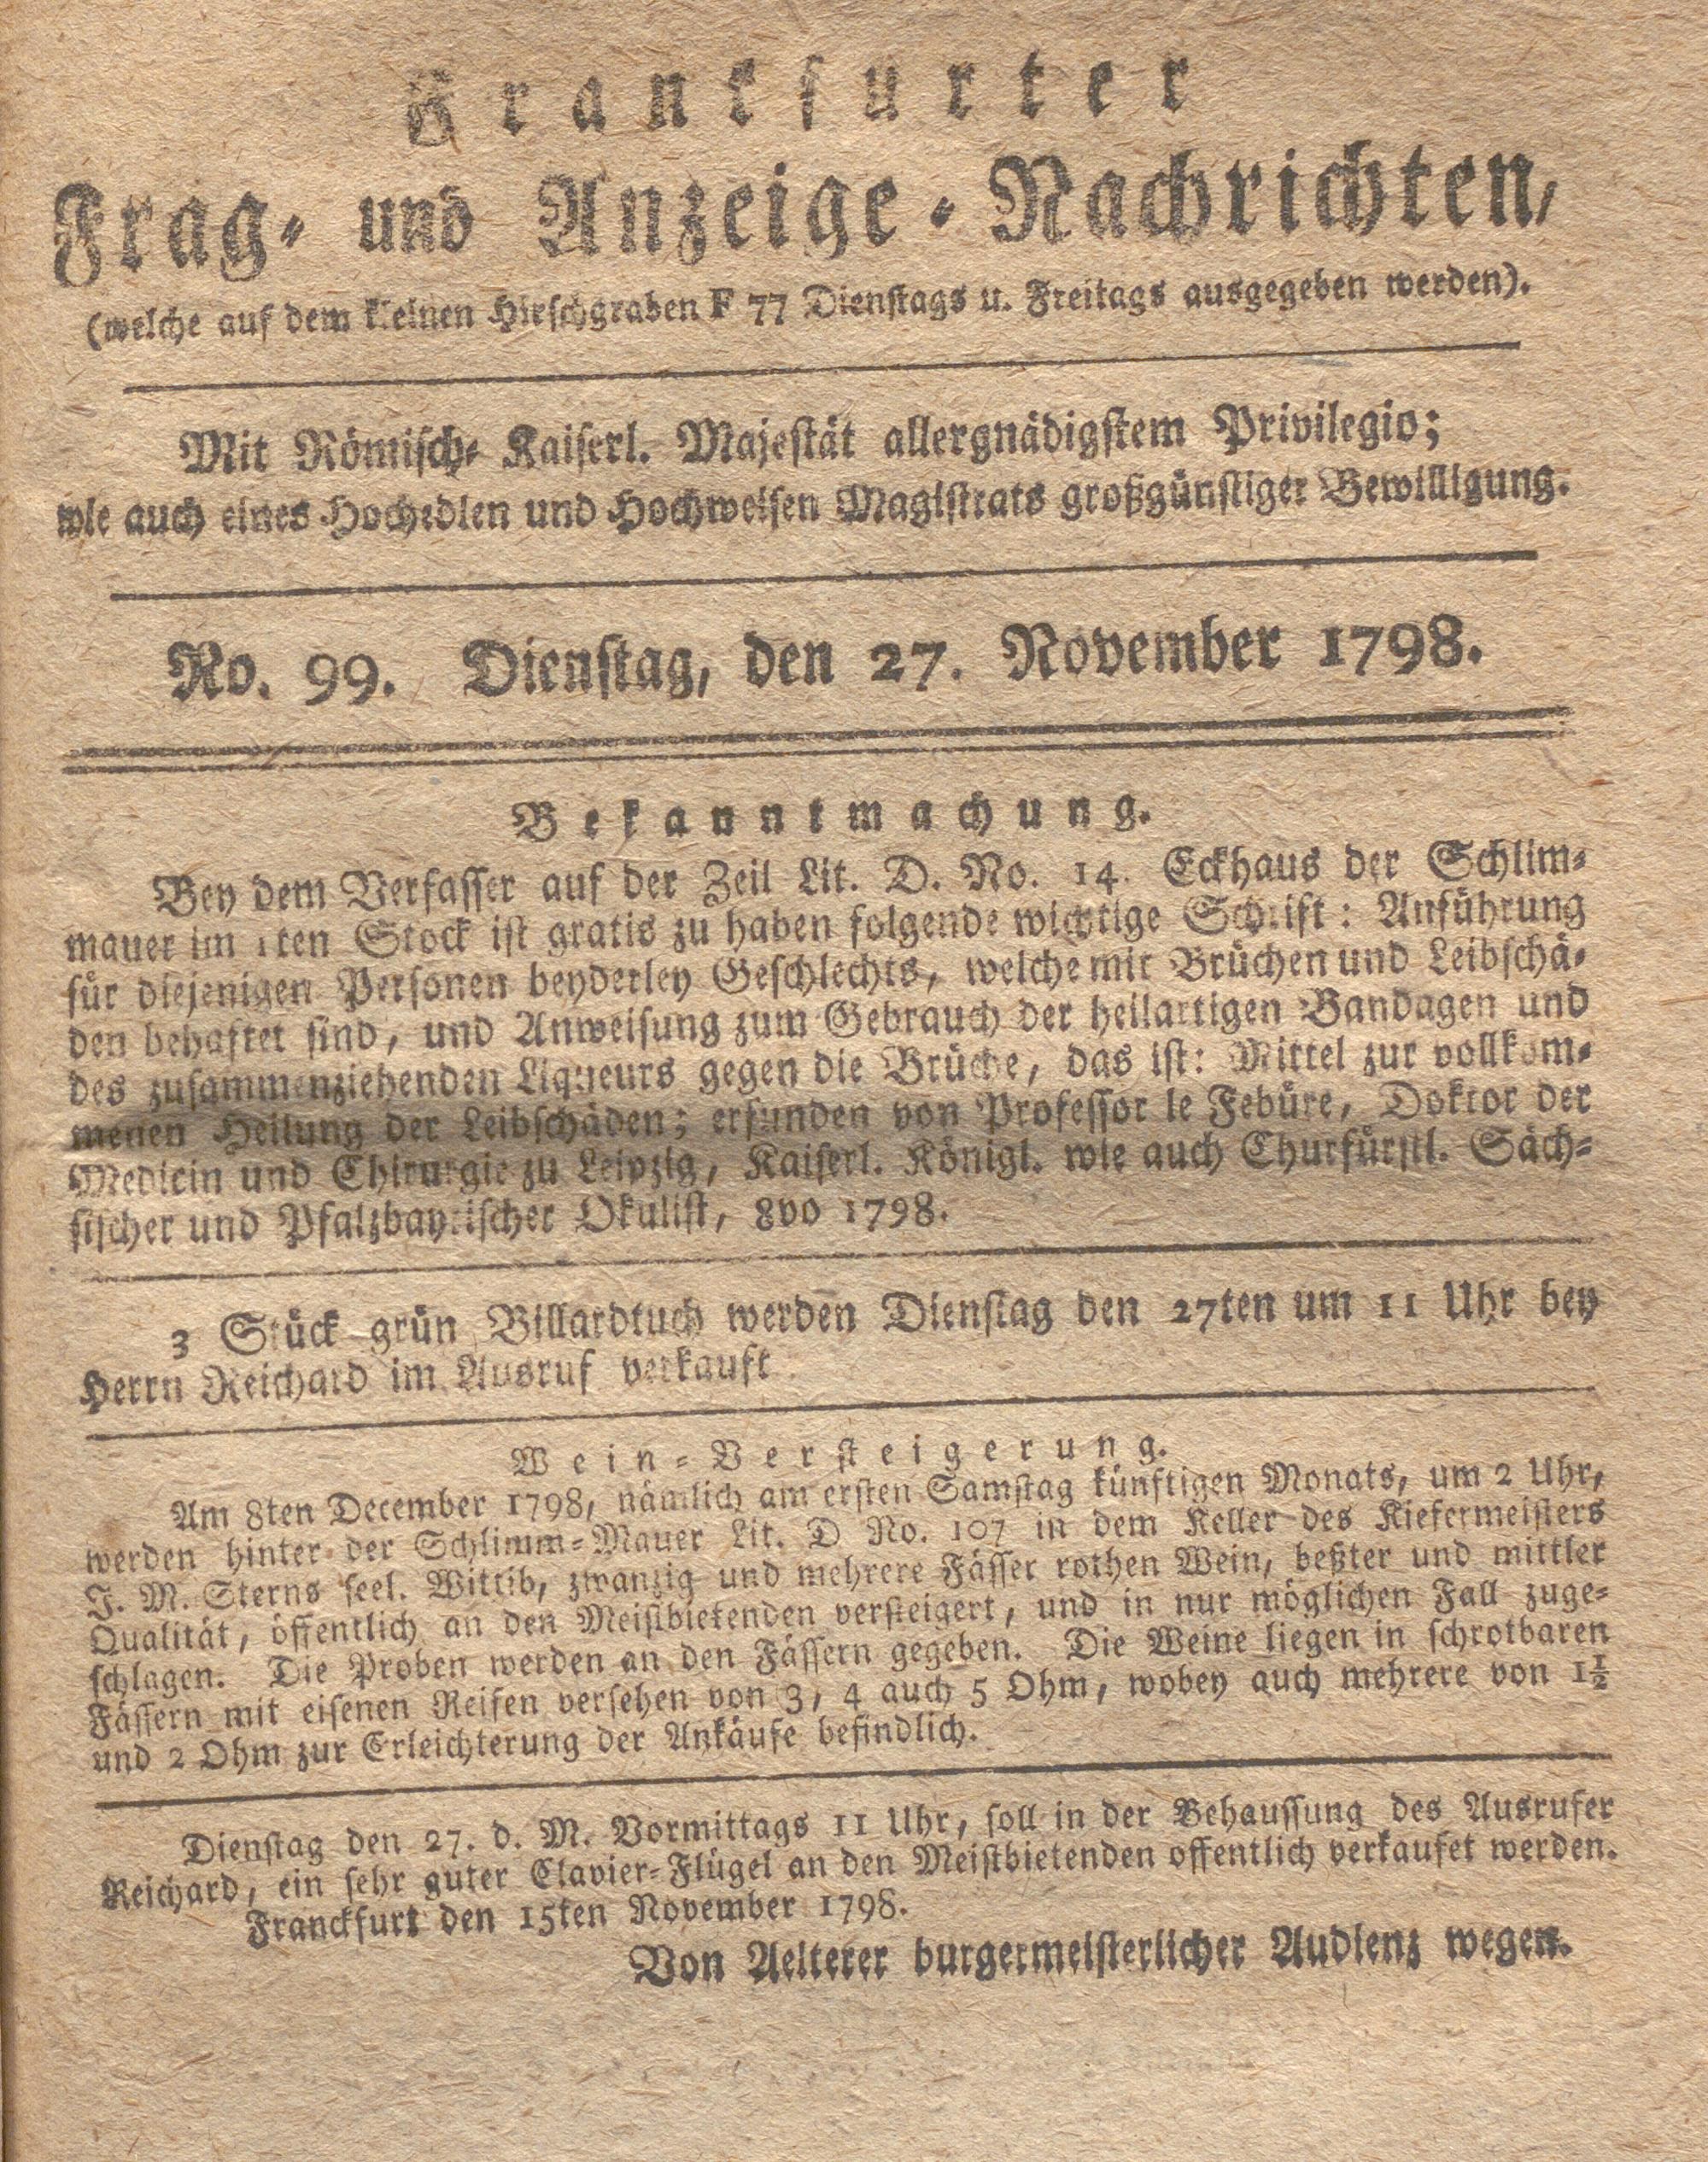 Frankfurter
Frag- und Anzeige-Nachrichten,
(welche auf dem kleinen Hirschgraben F 77 Dienstags u. Freitags ausgegeben werden).
Mit Römisch-Kaiserl. Majestät allergnädigstem Privilegio;
wie auch eines Hochedlen und Hochweisen Magistrats großgünstiger Bewilligung.
No. 99. Dienstag, den 27. November 1798.
Bekanntmachung.
Bey dem Verfasser auf der Zeil Lit. D. No. 14. Eckhaus der Schlim-
mauer im 1ten Stock ist gratis zu haben folgende wichtige Schrift: Anführung
für diejenigen Personen beyderley Geschlechts, welche mit Brüchen und Leibschä-
den behaftet sind, und Anweisung zum Gebrauch der heilartigen Bandagen und
des zusammenziehenden Liqueurs gegen die Brüche, das ist: Mittel zur vollkom-
menen Heilung der Leibschäden; erfunden von Professor le Febüre, Doktor der
Medicin und Chirurgie zu Leipzig, Kaiserl. Königl. wie auch Churfürstl. Säch-
sischer und Pfalzbayrischer Okulist, 8vo 1798.
3 Stück grün Billardtuch werden Dienstag den 27ten um 11 Uhr bey
Herrn Reichard im Ausruf verkauft.
Wein-Versteigerung.
Am 8ten December 1798, nämlich am ersten Samstag künftigen Monats, um 2 Uhr,
werden hinter der Schlimm-Mauer Lit. D No. 107 in dem Keller des Kiefermeisters
J. M. Sterns seel. Wittib, zwanzig und mehrere Fässer rothen Wein, beßter und mittler
Qualität, öffentlich an den Meistbietenden versteigert, und in nur möglichen Fall zuge-
schlagen. Die Proben werden an den Fässern gegeben. Die Weine liegen in schrotbaren
Fässern mit eisenen Reifen versehen von 3, 4 auch 5 Ohm, wobey auch mehrere von 1½
und 2 Ohm zur Erleichterung der Ankäufe befindlich.
Dienstag den 27. d. M. Vormittags 11 Uhr, soll in der Behaussung des Ausrufer
Reichard, ein sehr guter Clavier-Flügel an den Meistbietenden offentlich verkaufet werden.
Franckfurt den 15ten November 1798.
Von Aelterer burgermeisterlicher Audienz wegen.